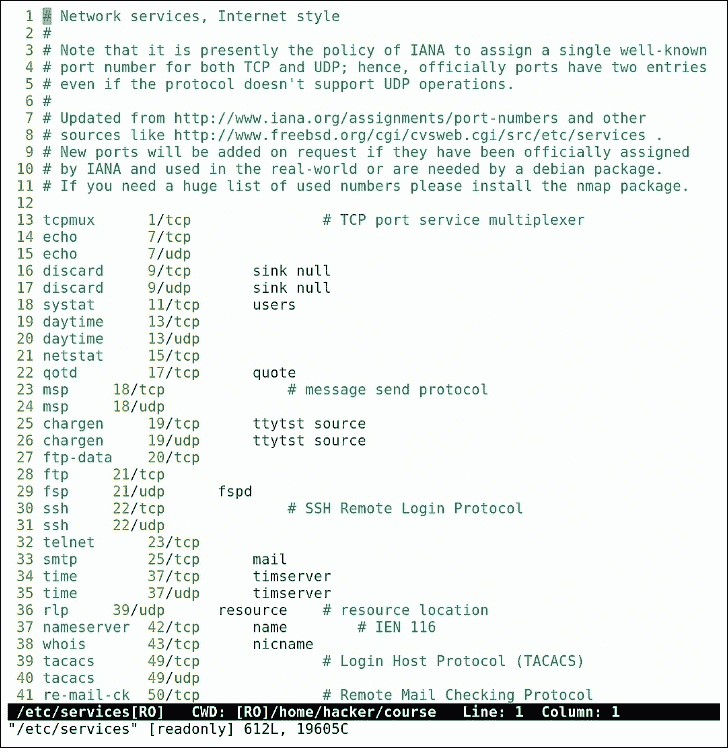 1 # Network services, Internet style
2 #
3 # Note that it is presently the policy of IANA to assign a single well-known
4 # port number for both TCP and UDP; hence, officially ports have two entries
5 # even if the protocol doesn't support UDP operations.
6 #
7 # Updated from http://www.iana.org/assignments/port-numbers and other
8 # sources like http://www.freebsd.org/cgi/cvsweb.cgi/src/etc/services .
9 # New ports will be added on request if they have been officially assigned
10 # by IANA and used in the real-world or are needed by a debian package.
11 # If you need a huge list of used numbers please install the nmap package.
12
13 tcpmux 1/tcp # TCP port service multiplexer
14 echo 7/tcp
15 echo 7/udp
16 discard 9/tcp sink null
17 discard 9/udp sink null
18 systat 11/tcp users
19 daytime 13/tcp
20 daytime 13/udp
21 netstat 15/tcp
22 qotd 17/tcp quote
23 msp 18/tcp # message send protocol
24 msp 18/udp
25 chargen 19/tcp ttytst source
26 chargen 19/udp ttytst source
27 ftp-data 20/tcp
28 ftp 21/tcp
29 fsp 21/udp fspd
30 ssh 22/tcp # SSH Remote Login Protocol
31 ssh 22/udp
32 telnet 23/tcp
33 smtp 25/tcp mail
34 time 37/tcp timserver
35 time 37/udp timserver
36 rlp 39/udp resource # resource location
37 nameserver 42/tcp name # IEN 116
38 whois 43/tcp nicname
39 tacacs 49/tcp # Login Host Protocol (TACACS)
40 tacacs 49/udp
41 re-mail-ck 50/tcp # Remote Mail Checking Protocol
/etc/services[RO] CWD: [RO]/home/hacker/course Line: 1 Column: 1
"/etc/services" [readonly] 612L, 19605C